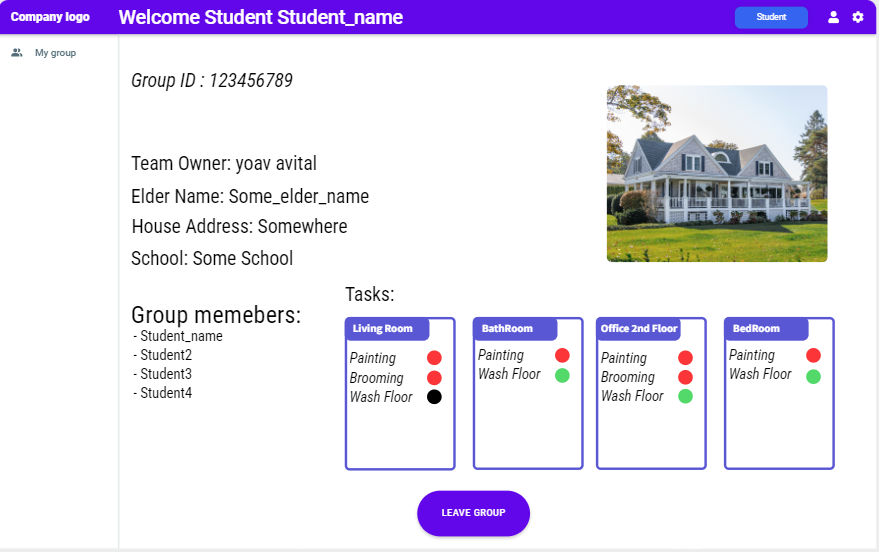 Company logo
Welcome Student Student_name
Student
My group
Group ID : 123456789
Team Owner: yoav avital
Elder Name: Some_elder_name
House Address: Somewhere
School: Some School
Group memebers:
- Student_name
- Student2
- Student3
- Student4
Tasks:
Living Room
Painting
Brooming
Wash Floor
BathRoom
Painting
Wash Floor
Office 2nd Floor
Painting
Brooming
Wash Floor
BedRoom
Painting
Wash Floor
LEAVE GROUP